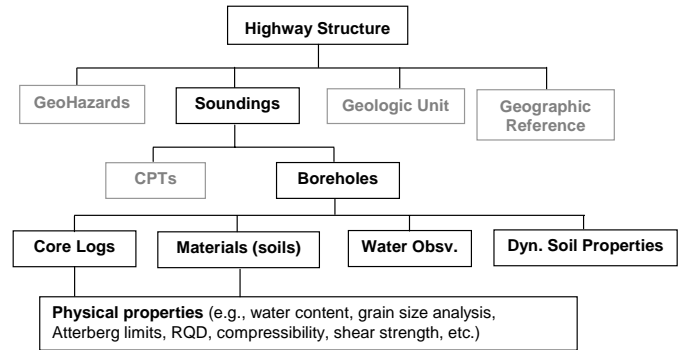 Highway Structure
GeoHazards
Soundings
Geologic Unit
Geographic
Reference
CPTs
Boreholes
Core Logs
Materials (soils)
Water Obsv.
Dyn. Soil Properties
Physical properties (e.g., water content, grain size analysis,
Atterberg limits, RQD, compressibility, shear strength, etc.)